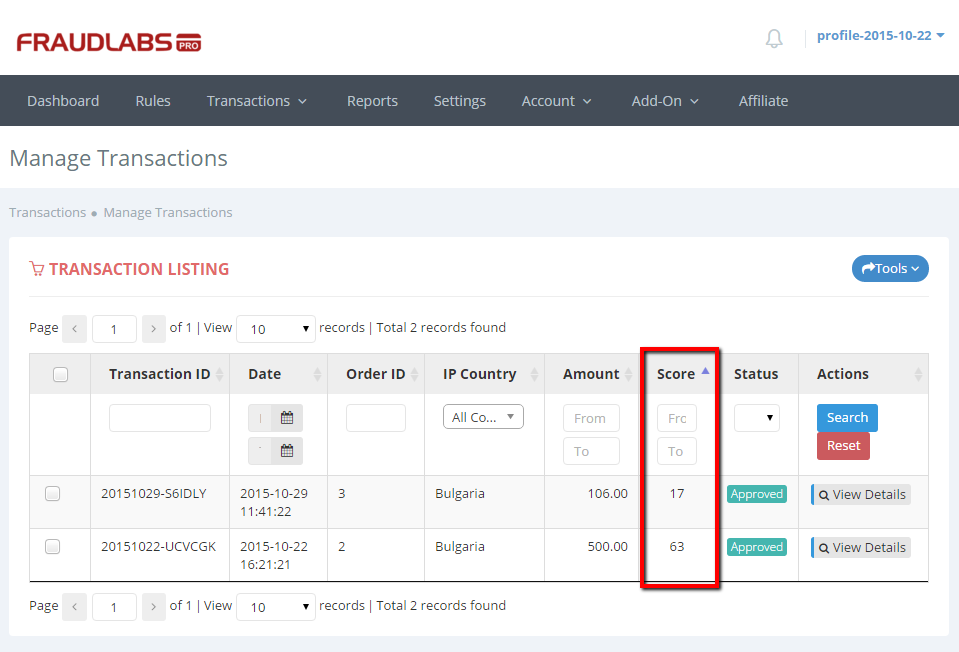 FRAUDLABS PRO
profile-2015-10-22
Dashboard Rules Transactions Reports Settings Account Add-On Affiliate
Manage Transactions
Transactions • Manage Transactions
TRANSACTION LISTING
Tools
Page < 1 > of 1 | View 10 records | Total 2 records found
Transaction ID Date Order ID IP Country Amount Score Status Actions
All Co... From Frc Search
To To Reset
20151029-S6IDLY 2015-10-29 11:41:22 3 Bulgaria 106.00 17 Approved View Details
20151022-UCVCGK 2015-10-22 16:21:21 2 Bulgaria 500.00 63 Approved View Details
Page < 1 > of 1 | View 10 records | Total 2 records found